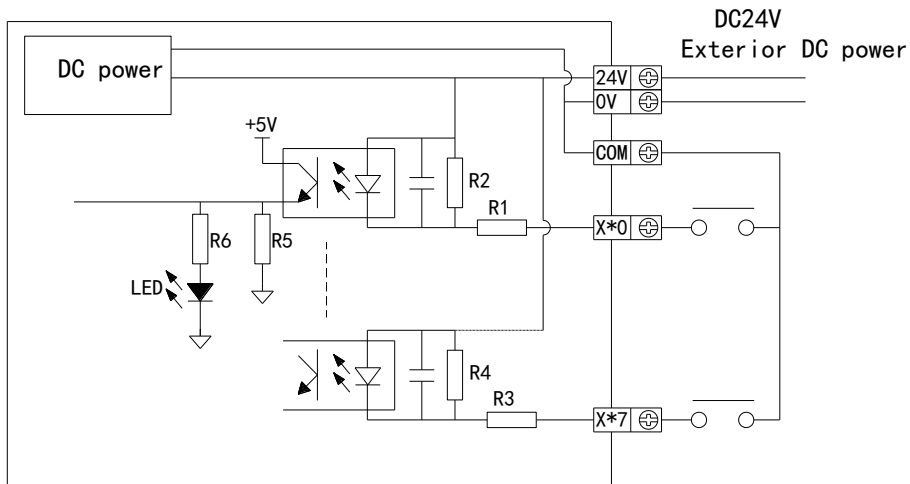 DC24V
Exterior DC power
DC power
24V
0V
+5V
COM
R2
R1
X*0
R6
R5
LED
R4
R3
X*7